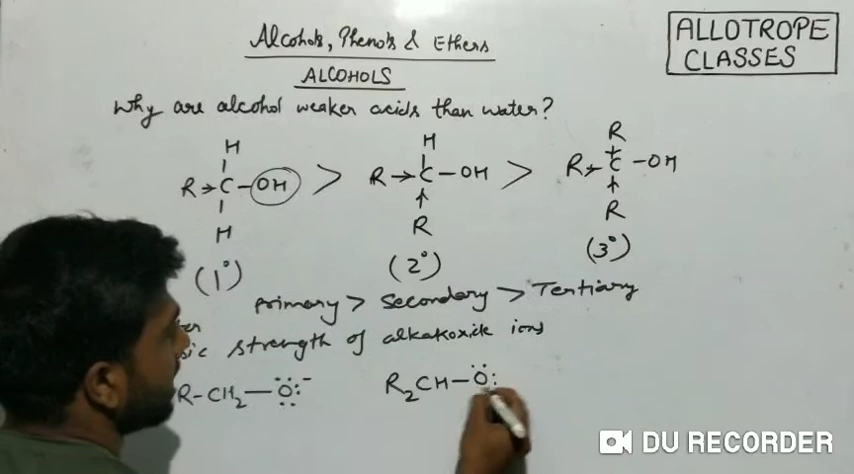 Alcohols, Phenols & Ethers
ALLOTROPE
CLASSES
ALCOHOLS
Why are alcohol weaker acids than water?
H H R
R→C-OH > R→C-OH > R→C-OH
H R R
(1°) (2°) (3°)
Primary > Secondary > Tertiary
strength of alkakoxide ions
R-CH2-Ö:⁻ R2CH-Ö:
DU RECORDER